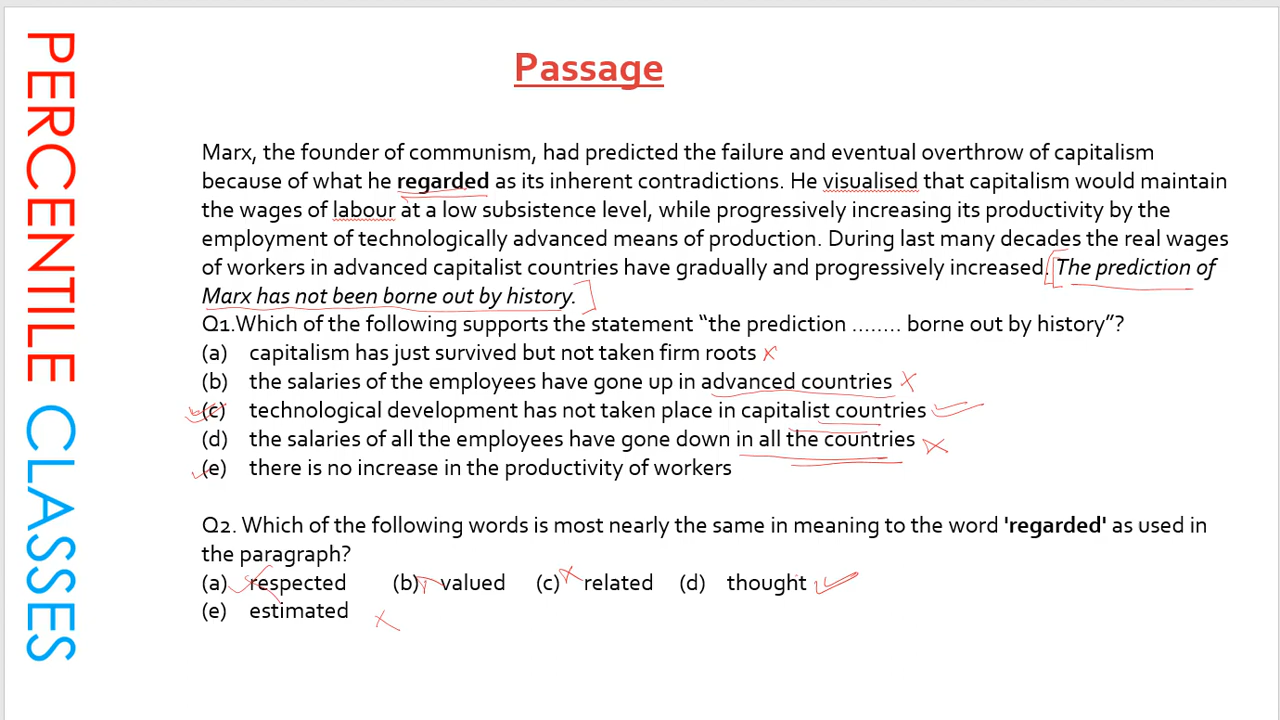 PERCENTILE CLASSES
Passage
Marx, the founder of communism, had predicted the failure and eventual overthrow of capitalism
because of what he regarded as its inherent contradictions. He visualised that capitalism would maintain
the wages of labour at a low subsistence level, while progressively increasing its productivity by the
employment of technologically advanced means of production. During last many decades the real wages
of workers in advanced capitalist countries have gradually and progressively increased. The prediction of
Marx has not been borne out by history.
Q1.Which of the following supports the statement “the prediction …….. borne out by history”?
(a) capitalism has just survived but not taken firm roots
(b) the salaries of the employees have gone up in advanced countries
(c) technological development has not taken place in capitalist countries
(d) the salaries of all the employees have gone down in all the countries
(e) there is no increase in the productivity of workers
Q2. Which of the following words is most nearly the same in meaning to the word 'regarded' as used in
the paragraph?
(a) respected (b) valued (c) related (d) thought
(e) estimated